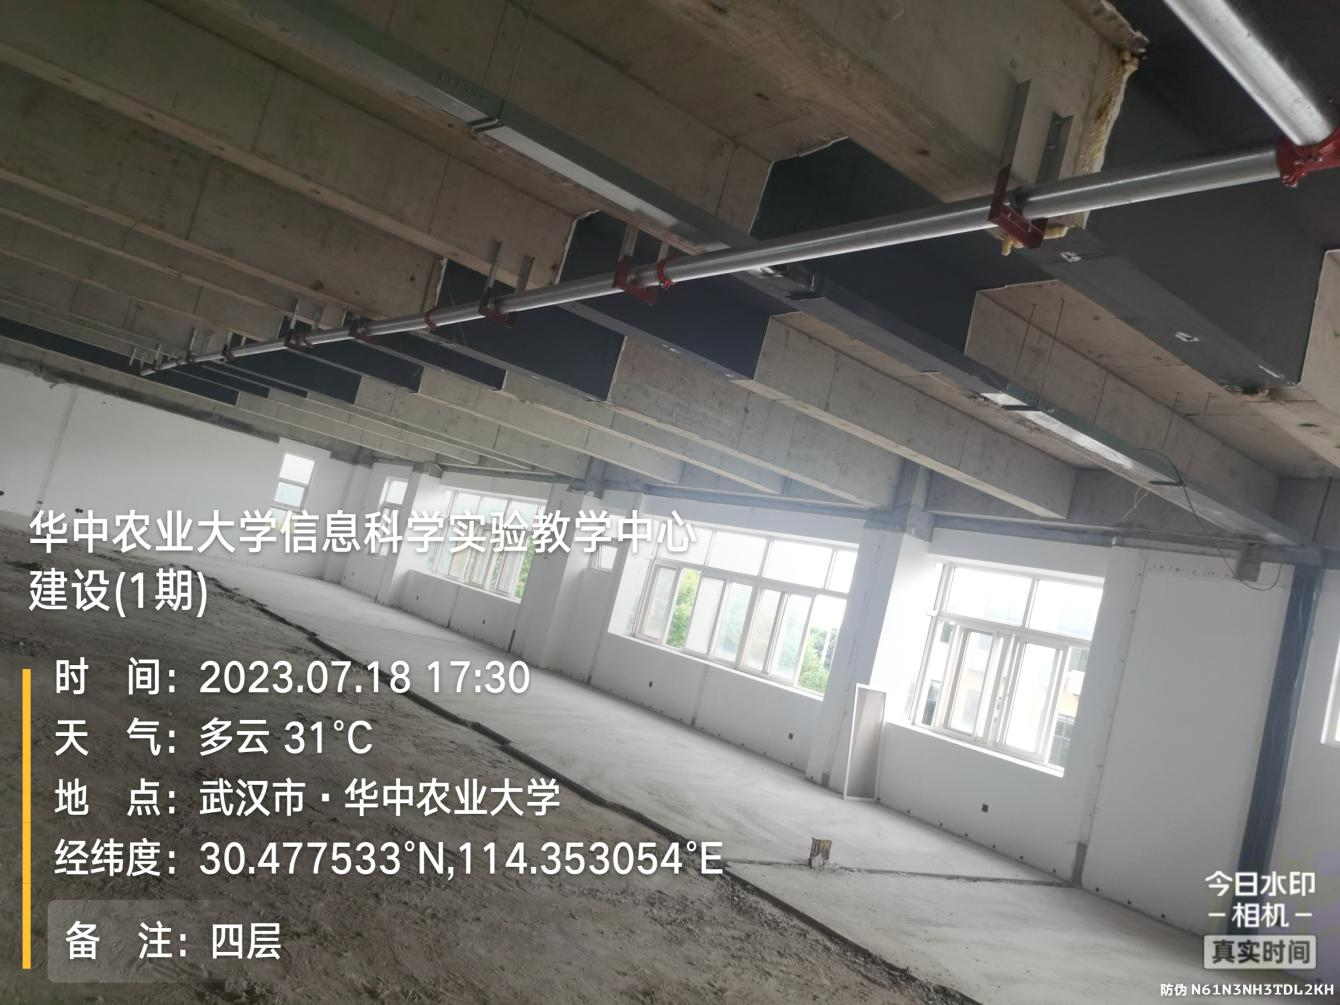 华中农业大学信息科学实验教学中心
建设(1期)
时 间：2023.07.18 17:30
天 气：多云 31°C
地 点：武汉市·华中农业大学
经纬度：30.477533°N,114.353054°E
备 注：四层
今日水印
-相机-
真实时间
防伪 N61N3NH3TDL2KH